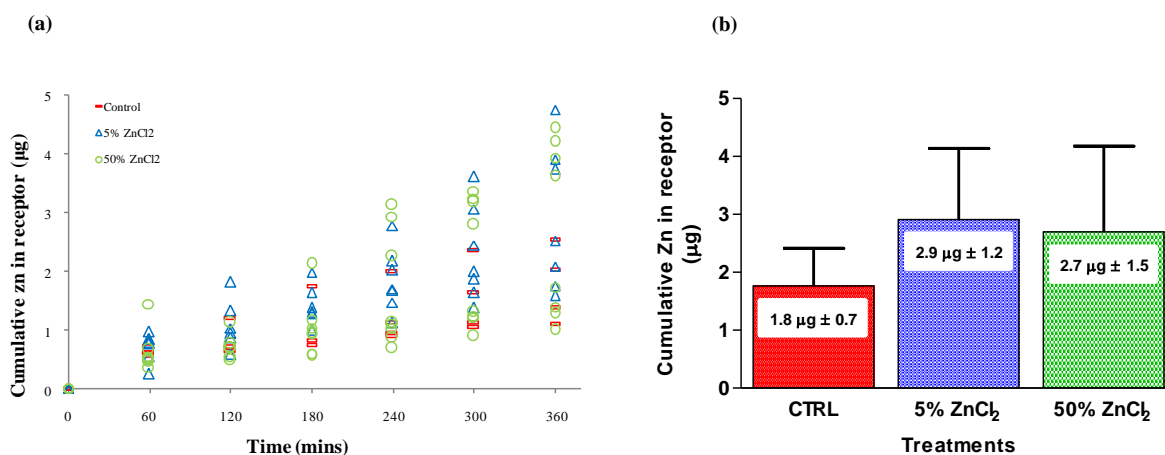 (a)
Cumulative zn in receptor (µg)
5
4
3
2
1
0
Control
5% ZnCl2
50% ZnCl2
0 60 120 180 240 300 360
Time (mins)
(b)
Cumulative Zn in receptor
(µg)
5
4
3
2
1
0
1.8 µg ± 0.7
2.9 µg ± 1.2
2.7 µg ± 1.5
CTRL 5% ZnCl₂ 50% ZnCl₂
Treatments